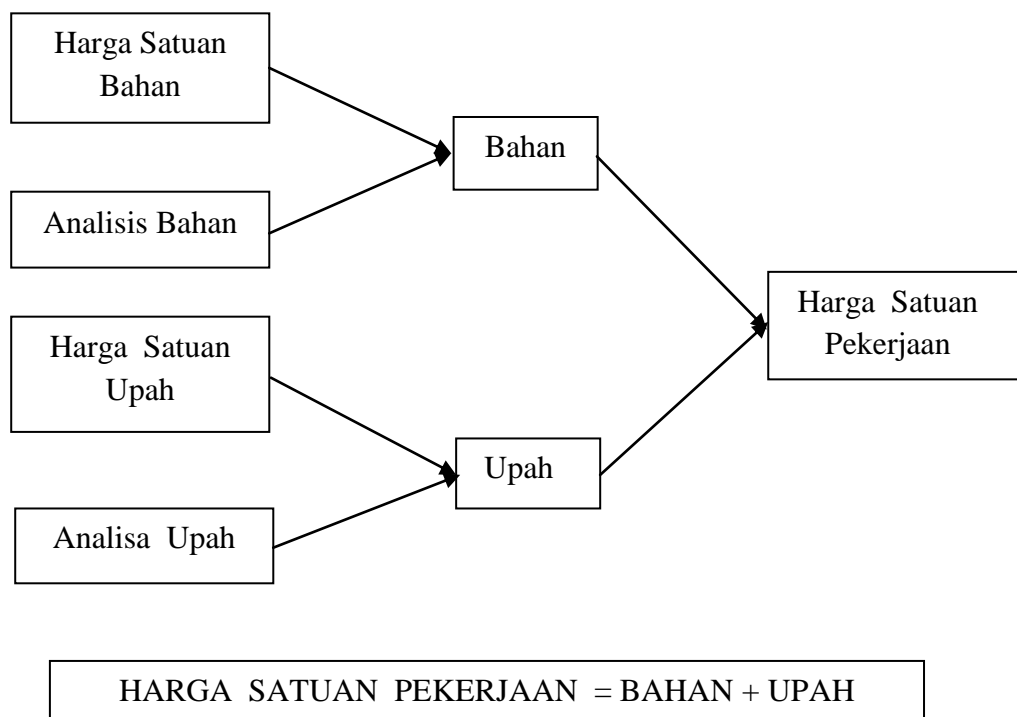 Harga Satuan
Bahan
Analisis Bahan
Harga Satuan
Upah
Analisa Upah
Bahan
Upah
Harga Satuan
Pekerjaan
HARGA SATUAN PEKERJAAN = BAHAN + UPAH